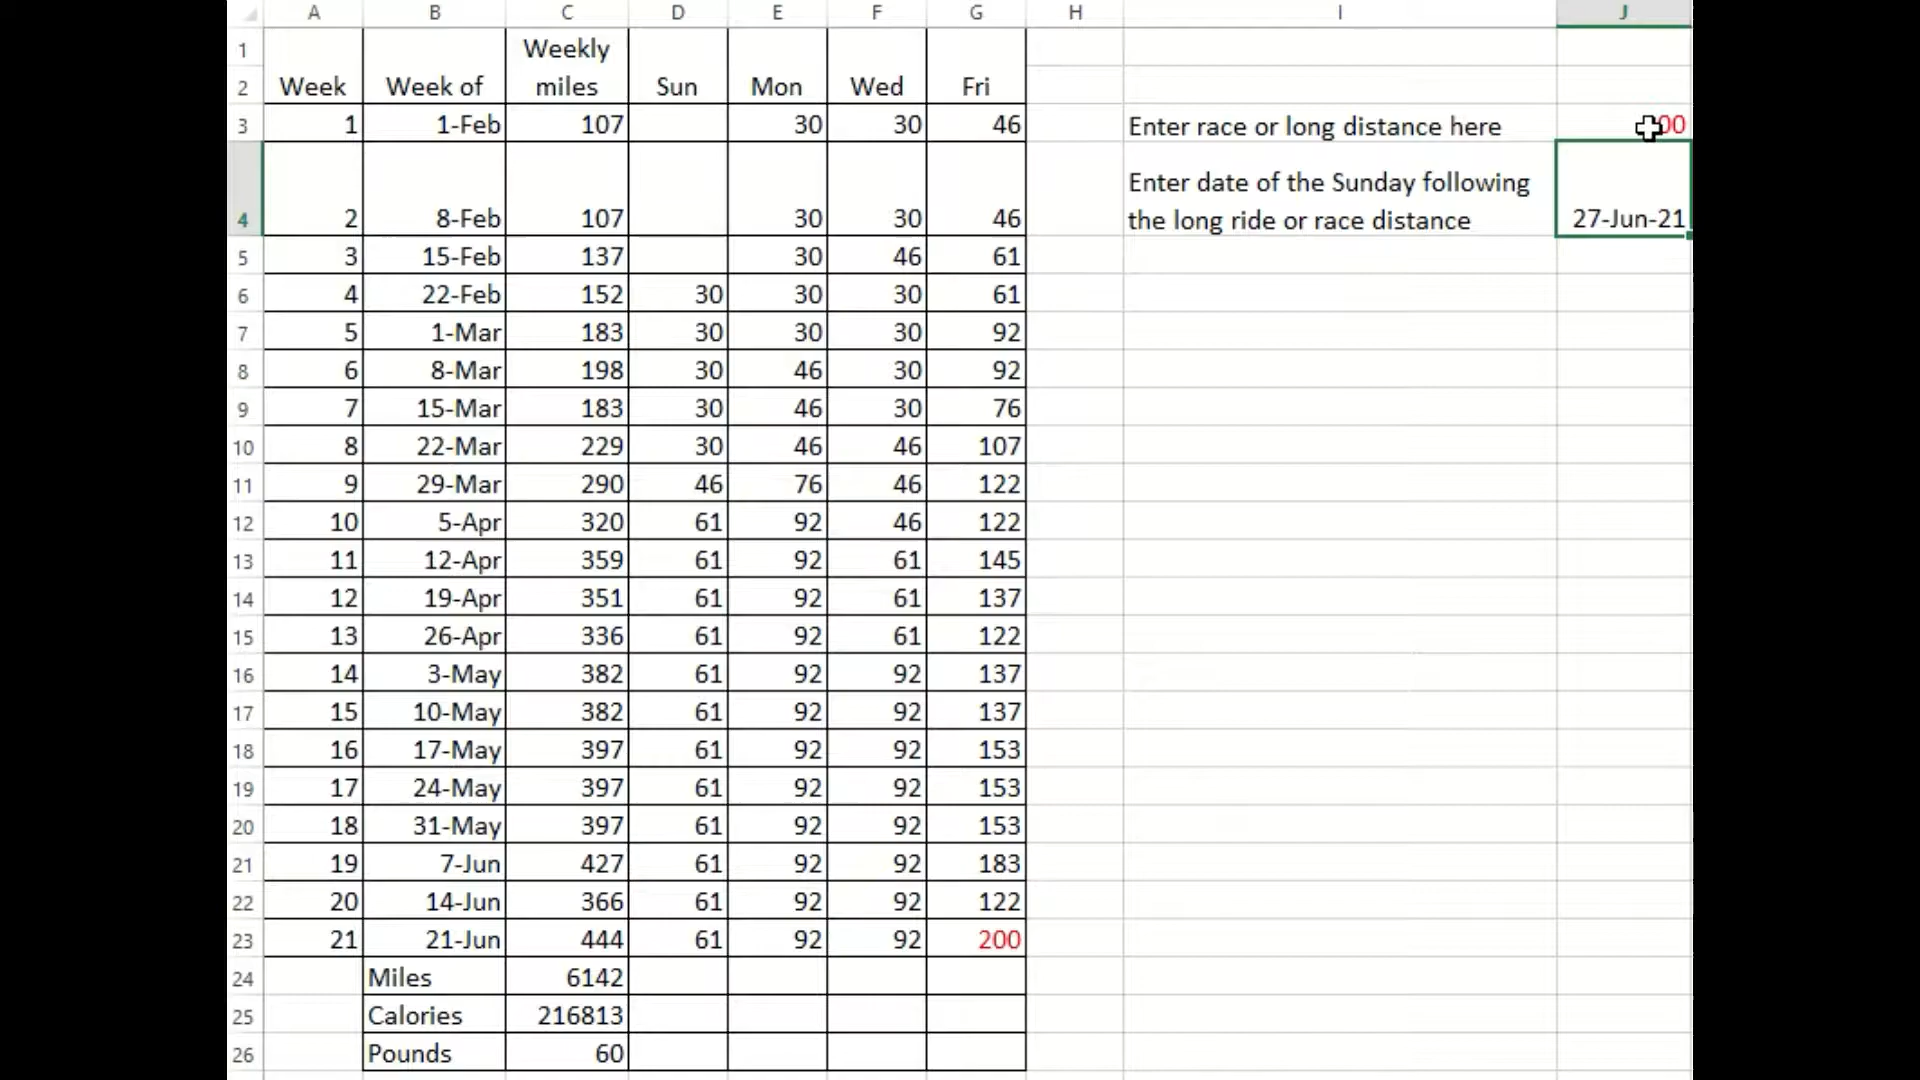 A B C D E F G H I J
1 Weekly
2 Week Week of miles Sun Mon Wed Fri
3 1 1-Feb 107 30 30 46 Enter race or long distance here 00
Enter date of the Sunday following
4 2 8-Feb 107 30 30 46 the long ride or race distance 27-Jun-21
5 3 15-Feb 137 30 46 61
6 4 22-Feb 152 30 30 30 61
7 5 1-Mar 183 30 30 30 92
8 6 8-Mar 198 30 46 30 92
9 7 15-Mar 183 30 46 30 76
10 8 22-Mar 229 30 46 46 107
11 9 29-Mar 290 46 76 46 122
12 10 5-Apr 320 61 92 46 122
13 11 12-Apr 359 61 92 61 145
14 12 19-Apr 351 61 92 61 137
15 13 26-Apr 336 61 92 61 122
16 14 3-May 382 61 92 92 137
17 15 10-May 382 61 92 92 137
18 16 17-May 397 61 92 92 153
19 17 24-May 397 61 92 92 153
20 18 31-May 397 61 92 92 153
21 19 7-Jun 427 61 92 92 183
22 20 14-Jun 366 61 92 92 122
23 21 21-Jun 444 61 92 92 200
24 Miles 6142
25 Calories 216813
26 Pounds 60